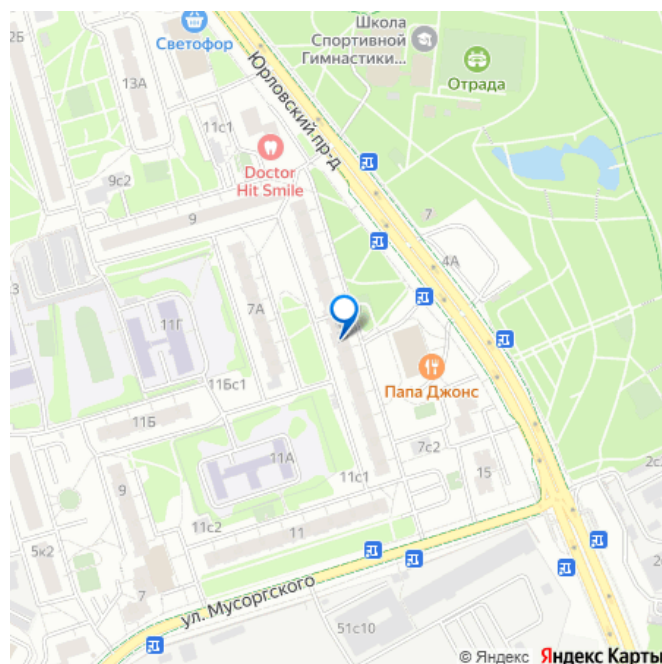 2Б
Светофор
Школа
Спортивной
Гимнастики...
Отрада
13А
Юрловский пр-д
11с1
Doctor
Hit Smile
9с2
9
7
4А
3
7А
11Г
Папа Джонс
11Бс1
11Б
7с2
11А
11с1
15
2с
9
11с2
11
5к2
2
7
ул. Мусоргского
51с10
© Яндекс Яндекс Карты